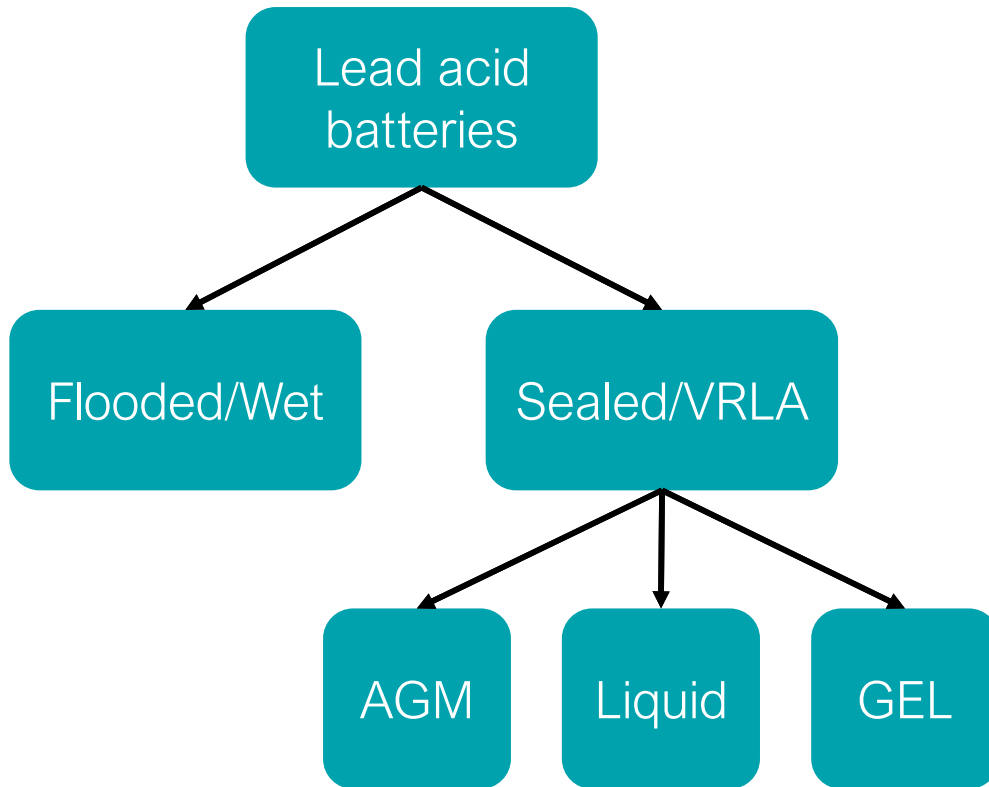 Lead acid
batteries
Flooded/Wet
Sealed/VRLA
AGM
Liquid
GEL